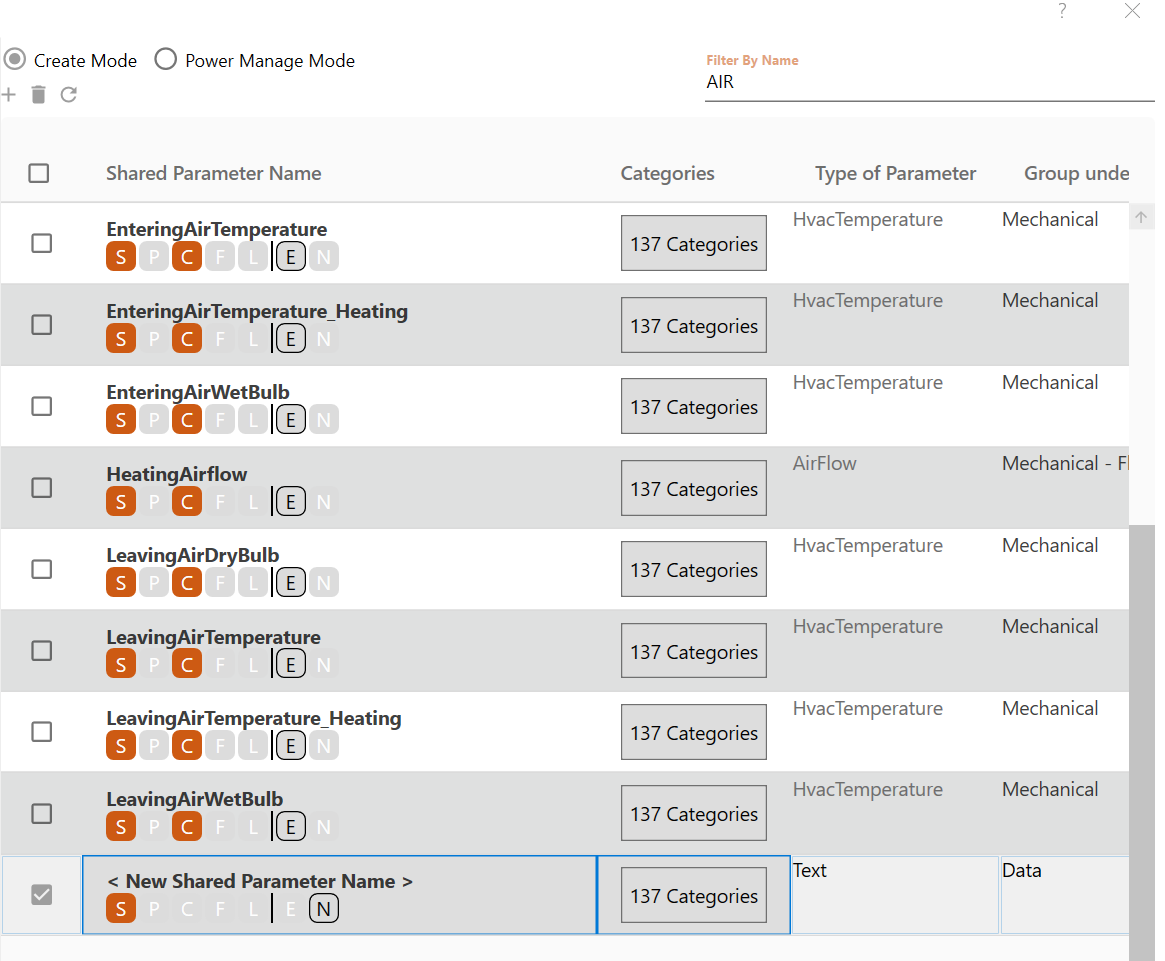 ?
Create Mode Power Manage Mode
Filter By Name
AIR
Shared Parameter Name Categories Type of Parameter Group unde
EnteringAirTemperature 137 Categories HvacTemperature Mechanical
S P C F L E N
EnteringAirTemperature_Heating 137 Categories HvacTemperature Mechanical
S P C F L E N
EnteringAirWetBulb 137 Categories HvacTemperature Mechanical
S P C F L E N
HeatingAirflow 137 Categories AirFlow Mechanical - Fl
S P C F L E N
LeavingAirDryBulb 137 Categories HvacTemperature Mechanical
S P C F L E N
LeavingAirTemperature 137 Categories HvacTemperature Mechanical
S P C F L E N
LeavingAirTemperature_Heating 137 Categories HvacTemperature Mechanical
S P C F L E N
LeavingAirWetBulb 137 Categories HvacTemperature Mechanical
S P C F L E N
< New Shared Parameter Name > 137 Categories Text Data
S P C F L E N